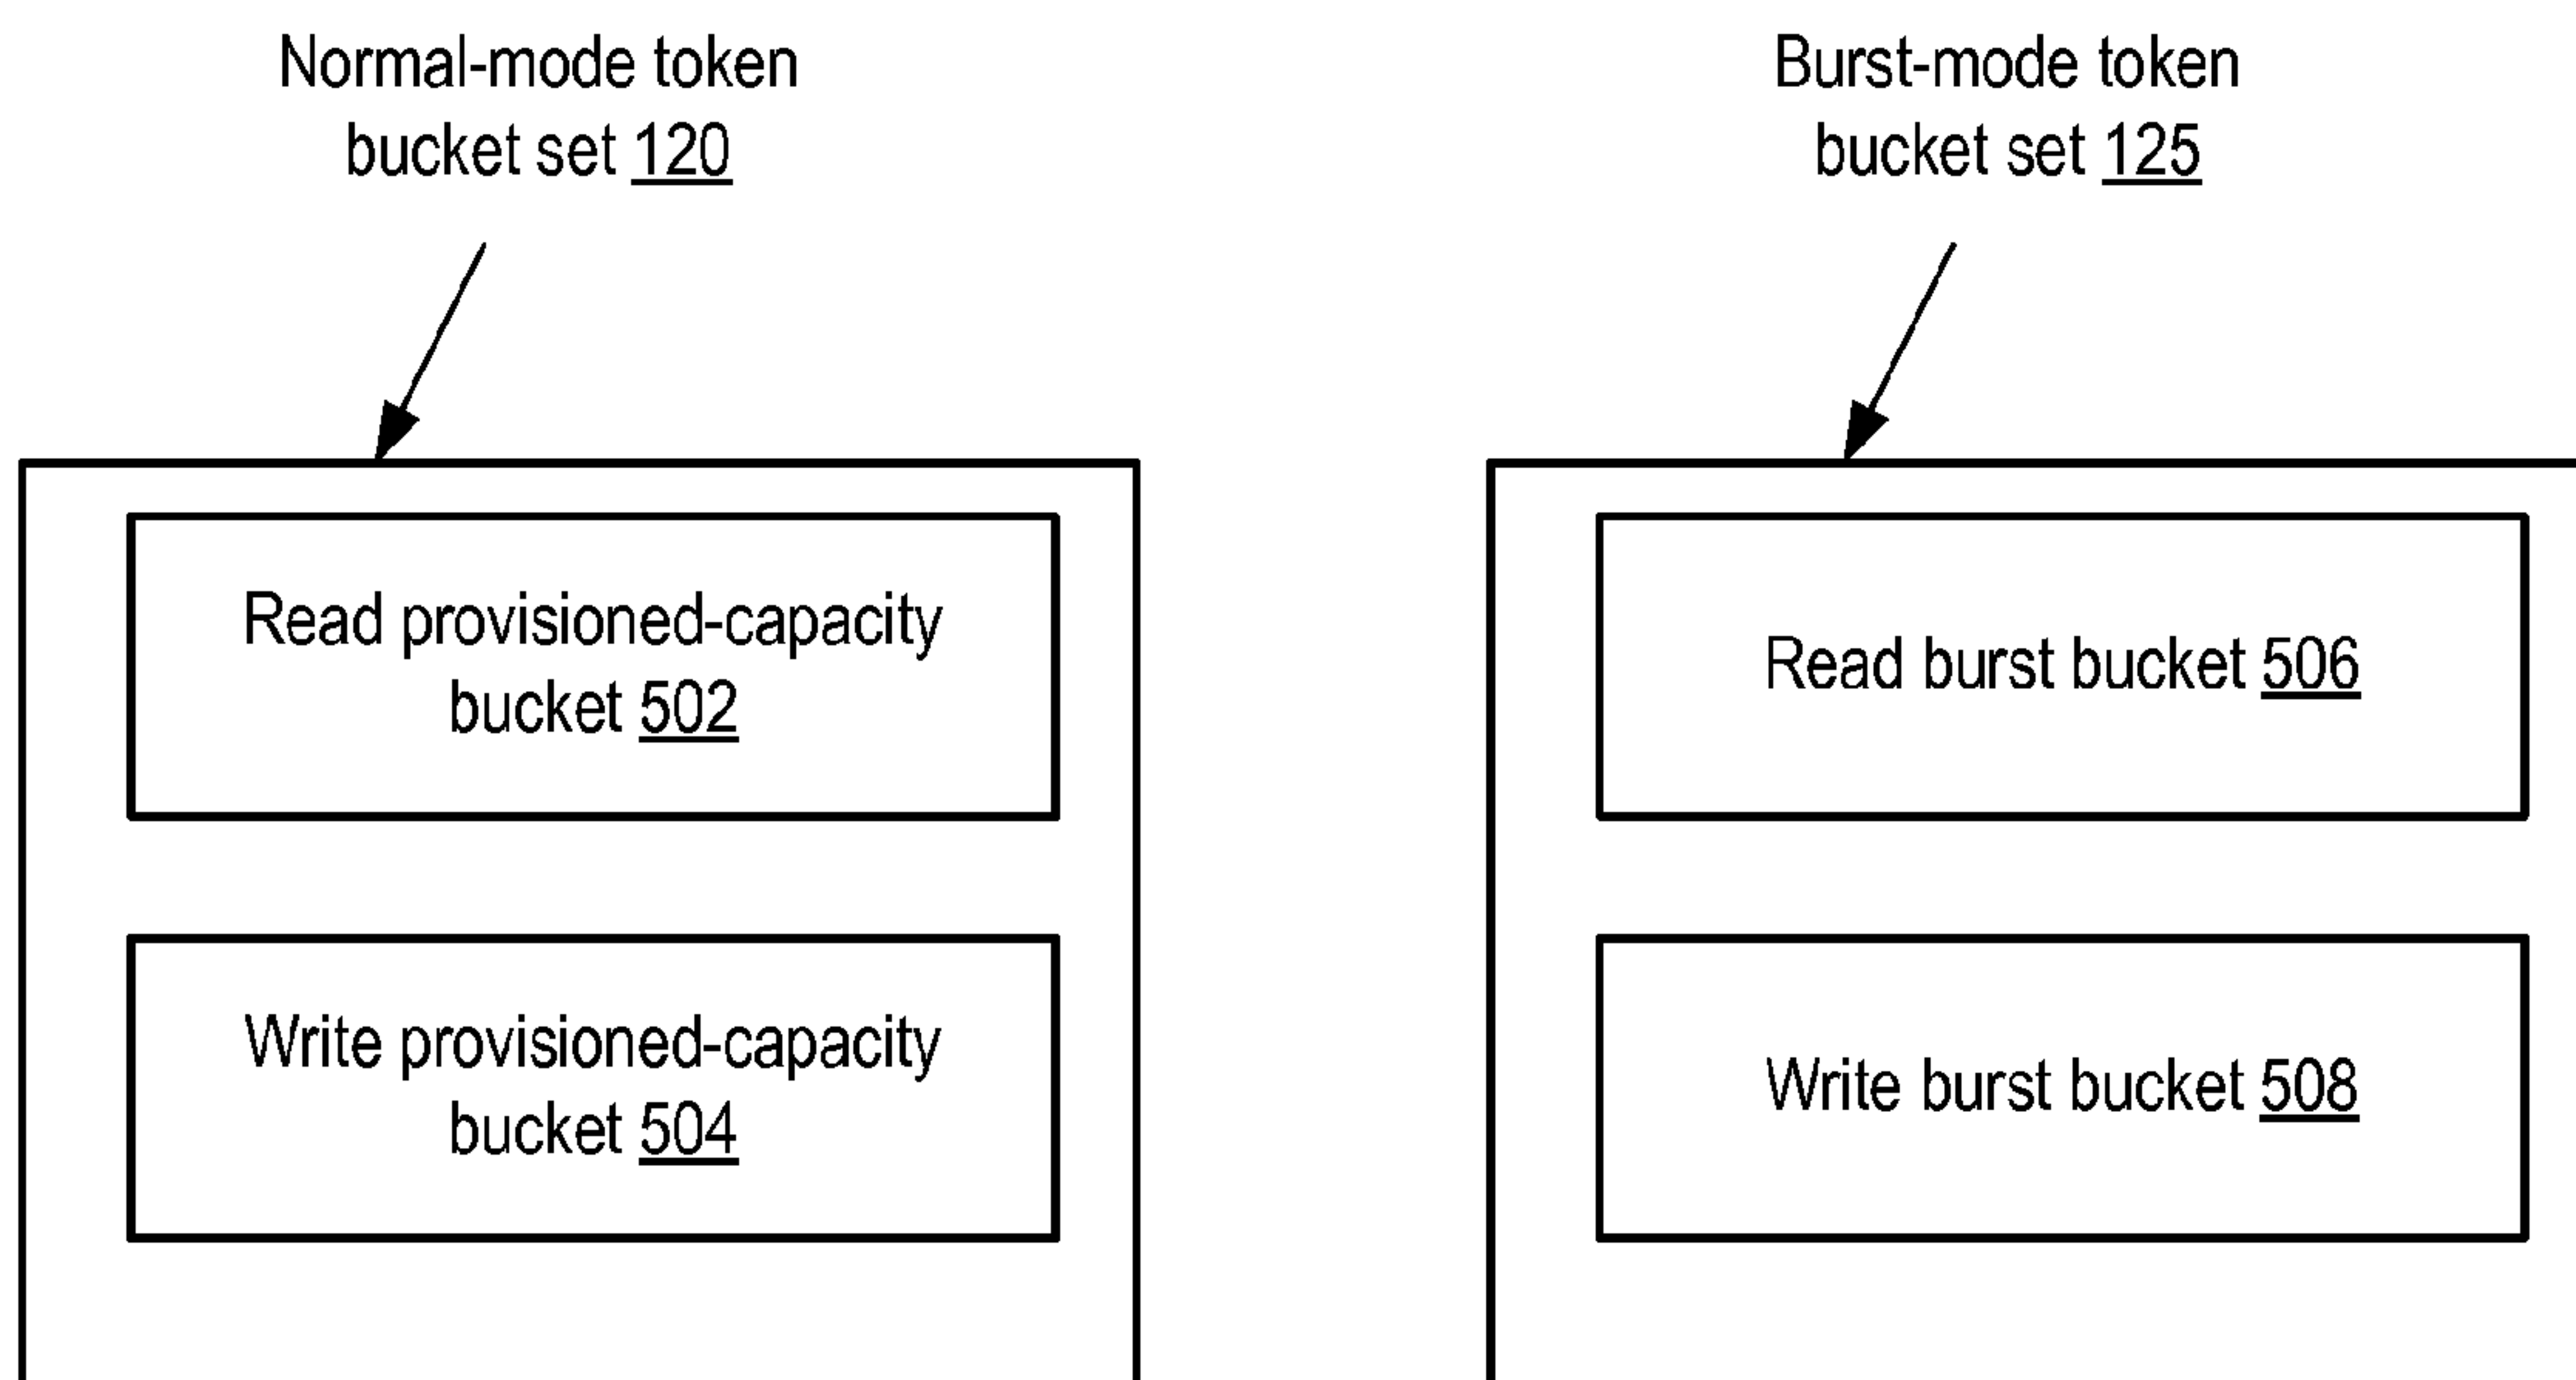 Normal-mode token
bucket set 120
Burst-mode token
bucket set 125
Read provisioned-capacity
bucket 502
Read burst bucket 506
Write provisioned-capacity
bucket 504
Write burst bucket 508